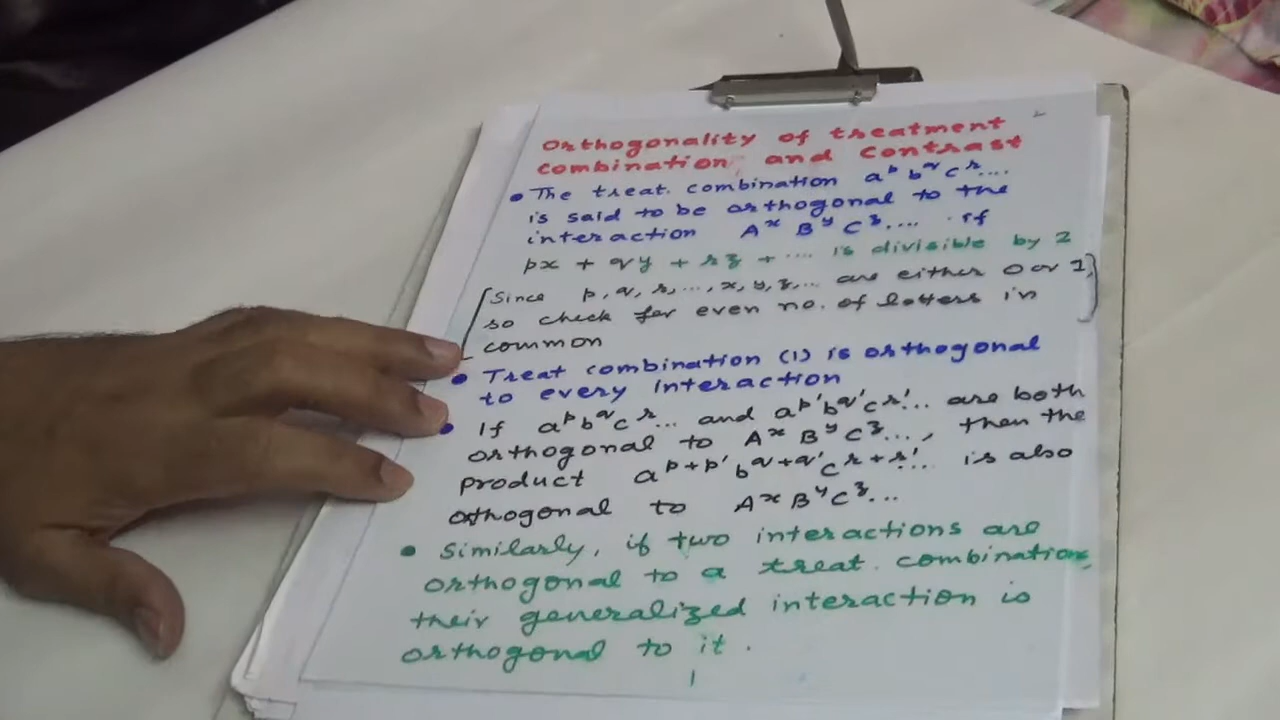 Orthogonality of treatment
combination, and contrast
• The treat. combination a^p b^q c^r....
is said to be orthogonal to the
interaction A^x B^y C^z.... if
px + qy + rz + .... is divisible by 2
[Since p, q, r, ..., x, y, z, ... are either 0 or 1,
so check for even no. of letters in
common]
• Treat combination (1) is orthogonal
to every interaction
• If a^p b^q c^r... and a^p' b^q' c^r'... are both
orthogonal to A^x B^y C^z..., then the
product a^p+p' b^q+q' c^r+r'... is also
othogonal to A^x B^y C^z...
• Similarly, if two interactions are
orthogonal to a treat. combination,
their generalized interaction is
orthogonal to it.